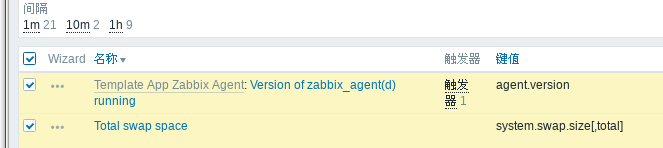 间隔
1m 21 10m 2 1h 9
Wizard 名称 触发器 键值
Template App Zabbix Agent: Version of zabbix_agent(d) running 触发器 1 agent.version
Total swap space system.swap.size[,total]